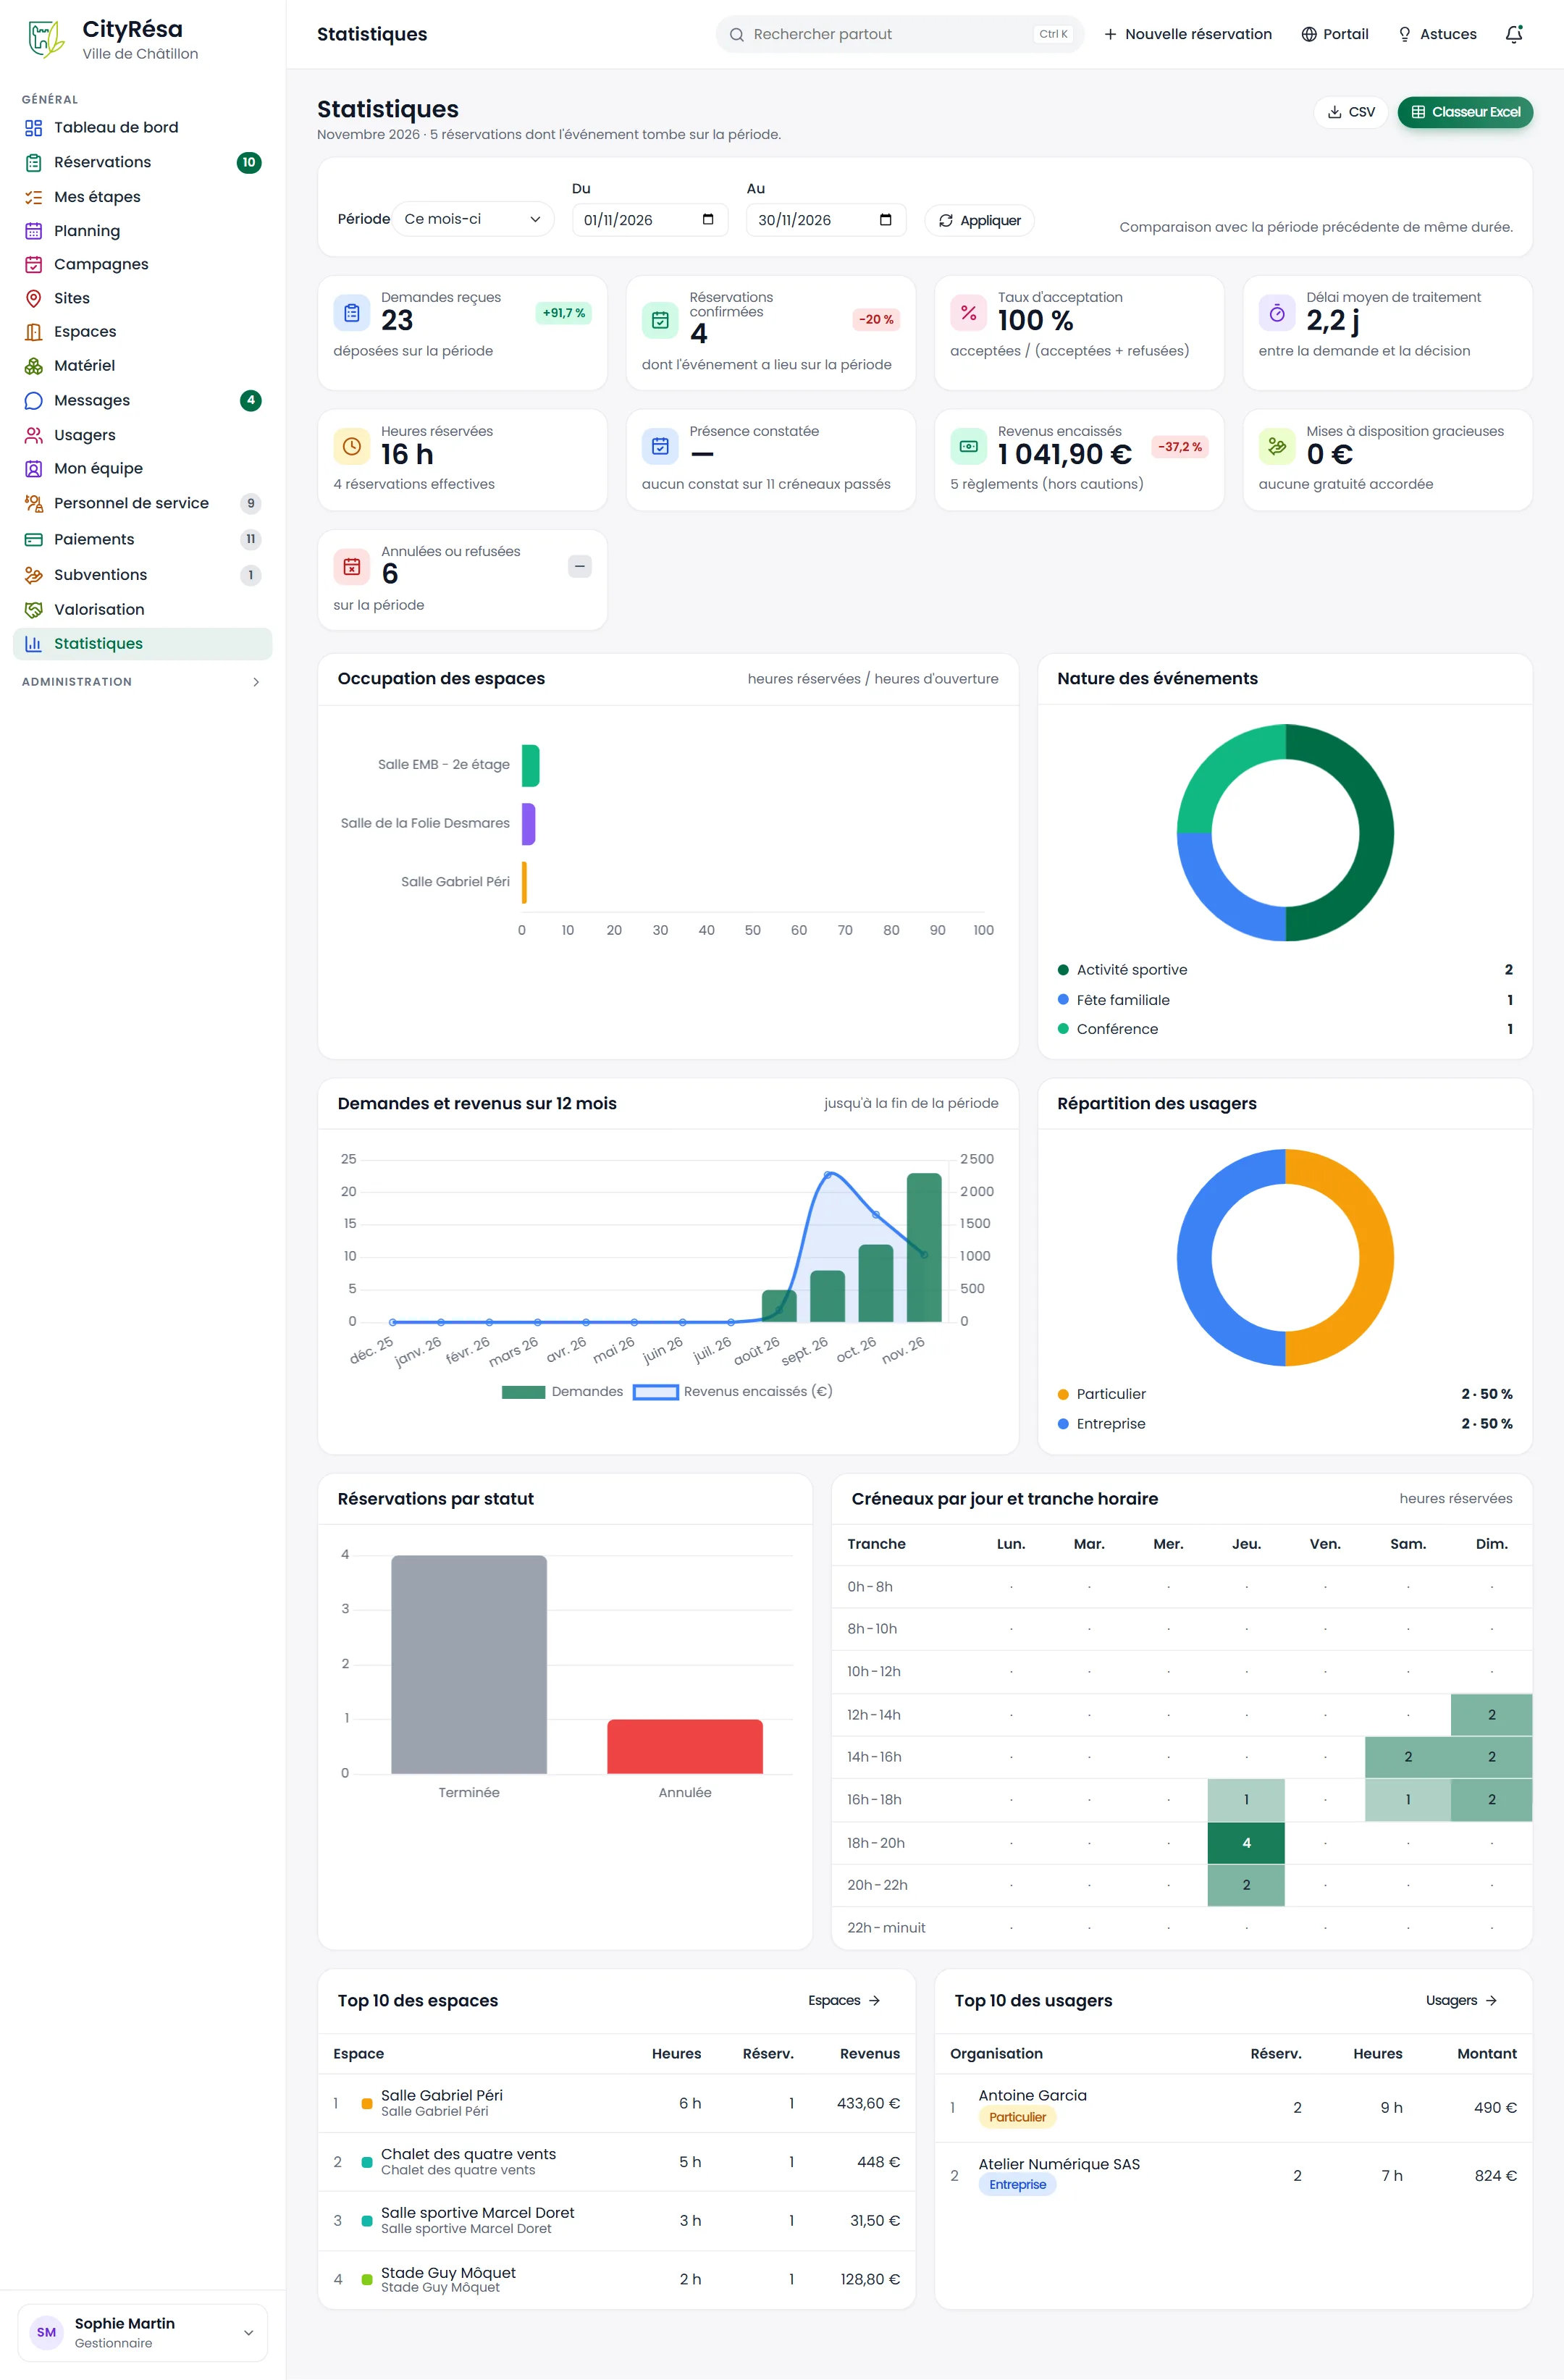 CityRésa
Ville de Châtillon
GÉNÉRAL
Tableau de bord
Réservations 10
Mes étapes
Planning
Campagnes
Sites
Espaces
Matériel
Messages 4
Usagers
Mon équipe
Personnel de service 9
Paiements 11
Subventions 1
Valorisation
Statistiques
ADMINISTRATION
SM
Sophie Martin
Gestionnaire
Statistiques
Rechercher partout Ctrl K
Nouvelle réservation
Portail
Astuces
Statistiques
Novembre 2026 · 5 réservations dont l'événement tombe sur la période.
CSV
Classeur Excel
Période Ce mois-ci
Du
01/11/2026
Au
30/11/2026
Appliquer
Comparaison avec la période précédente de même durée.
Demandes reçues
23
+91,7 %
déposées sur la période
Réservations
confirmées
4
-20 %
dont l'événement a lieu sur la période
Taux d'acceptation
100 %
acceptées / (acceptées + refusées)
Délai moyen de traitement
2,2 j
entre la demande et la décision
Heures réservées
16 h
4 réservations effectives
Présence constatée
—
aucun constat sur 11 créneaux passés
Revenus encaissés
1 041,90 €
-37,2 %
5 règlements (hors cautions)
Mises à disposition gracieuses
0 €
aucune gratuité accordée
Annulées ou refusées
6
—
sur la période
Occupation des espaces
heures réservées / heures d'ouverture
Salle EMB - 2e étage
Salle de la Folie Desmares
Salle Gabriel Péri
0 10 20 30 40 50 60 70 80 90 100
Nature des événements
Activité sportive 2
Fête familiale 1
Conférence 1
Demandes et revenus sur 12 mois
jusqu'à la fin de la période
25 2 500
20 2 000
15 1 500
10 1 000
5 500
0 0
déc. 25 janv. 26 févr. 26 mars 26 avr. 26 mai 26 juin 26 juil. 26 août 26 sept. 26 oct. 26 nov. 26
Demandes Revenus encaissés (€)
Répartition des usagers
Particulier 2 · 50 %
Entreprise 2 · 50 %
Réservations par statut
4
3
2
1
0
Terminée Annulée
Créneaux par jour et tranche horaire
heures réservées
Tranche Lun. Mar. Mer. Jeu. Ven. Sam. Dim.
0h - 8h · · · · · · ·
8h - 10h · · · · · · ·
10h - 12h · · · · · · ·
12h - 14h · · · · · · 2
14h - 16h · · · · · 2 2
16h - 18h · · · 1 · 1 2
18h - 20h · · · 4 · · ·
20h - 22h · · · 2 · · ·
22h - minuit · · · · · · ·
Top 10 des espaces
Espaces →
Espace Heures Réserv. Revenus
1 Salle Gabriel Péri 6 h 1 433,60 €
Salle Gabriel Péri
2 Chalet des quatre vents 5 h 1 448 €
Chalet des quatre vents
3 Salle sportive Marcel Doret 3 h 1 31,50 €
Salle sportive Marcel Doret
4 Stade Guy Môquet 2 h 1 128,80 €
Stade Guy Môquet
Top 10 des usagers
Usagers →
Organisation Réserv. Heures Montant
1 Antoine Garcia 2 9 h 490 €
Particulier
2 Atelier Numérique SAS 2 7 h 824 €
Entreprise